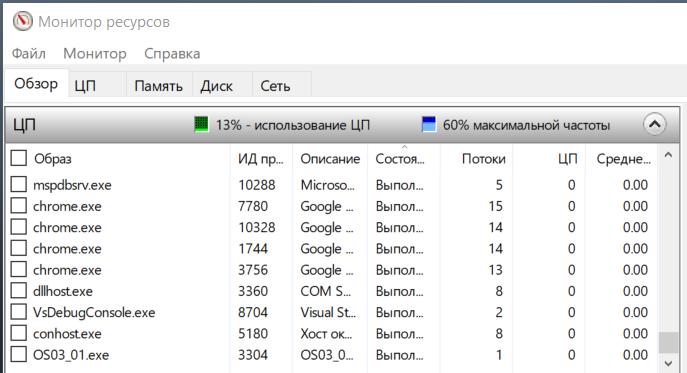 Монитор ресурсов
Файл Монитор Справка
Обзор ЦП Память Диск Сеть
ЦП 13% - использование ЦП 60% максимальной частоты
Образ ИД пр... Описание Состоя... Потоки ЦП Средне...
mspdbsrv.exe 10288 Microso... Выпол... 5 0 0.00
chrome.exe 7780 Google ... Выпол... 15 0 0.00
chrome.exe 10328 Google ... Выпол... 14 0 0.00
chrome.exe 1744 Google ... Выпол... 14 0 0.00
chrome.exe 3756 Google ... Выпол... 13 0 0.00
dllhost.exe 3360 COM S... Выпол... 8 0 0.00
VsDebugConsole.exe 8704 Visual St... Выпол... 2 0 0.00
conhost.exe 5180 Хост ок... Выпол... 8 0 0.00
OS03_01.exe 3304 OS03_0... Выпол... 1 0 0.00